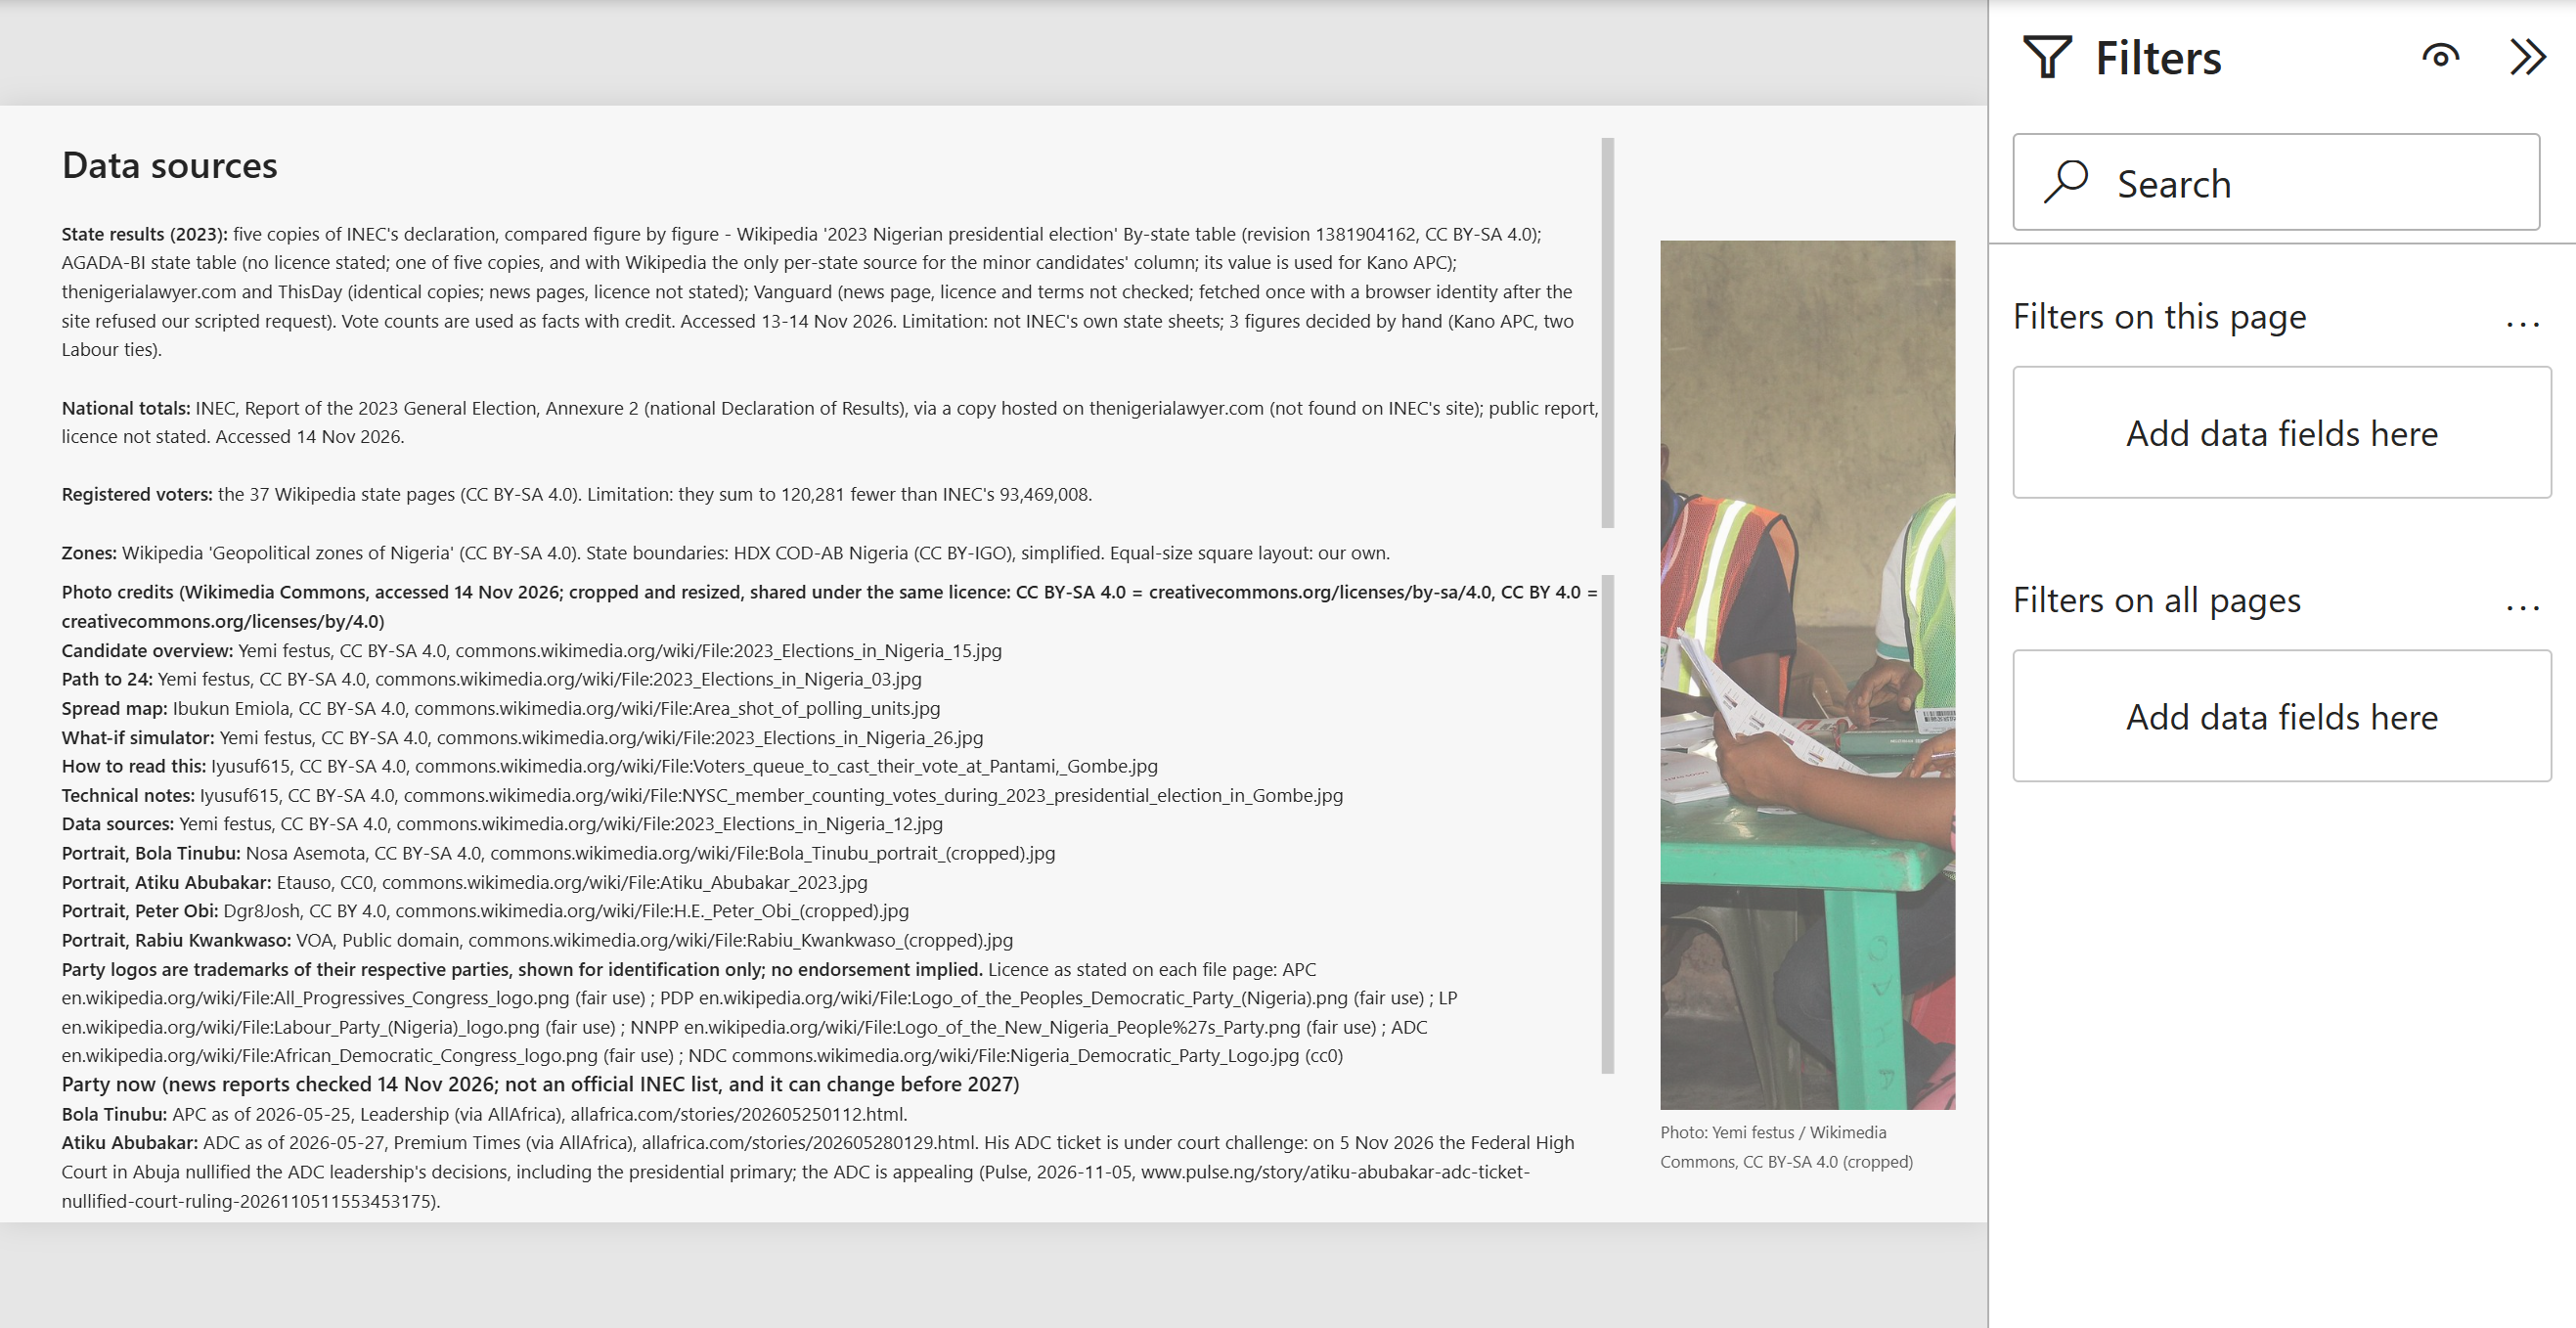 Data sources
State results (2023): five copies of INEC's declaration, compared figure by figure - Wikipedia '2023 Nigerian presidential election' By-state table (revision 1381904162, CC BY-SA 4.0);
AGADA-BI state table (no licence stated; one of five copies, and with Wikipedia the only per-state source for the minor candidates' column; its value is used for Kano APC);
thenigerialawyer.com and ThisDay (identical copies; news pages, licence not stated); Vanguard (news page, licence and terms not checked; fetched once with a browser identity after the
site refused our scripted request). Vote counts are used as facts with credit. Accessed 13-14 Nov 2026. Limitation: not INEC's own state sheets; 3 figures decided by hand (Kano APC, two
Labour ties).
National totals: INEC, Report of the 2023 General Election, Annexure 2 (national Declaration of Results), via a copy hosted on thenigerialawyer.com (not found on INEC's site); public report,
licence not stated. Accessed 14 Nov 2026.
Registered voters: the 37 Wikipedia state pages (CC BY-SA 4.0). Limitation: they sum to 120,281 fewer than INEC's 93,469,008.
Zones: Wikipedia 'Geopolitical zones of Nigeria' (CC BY-SA 4.0). State boundaries: HDX COD-AB Nigeria (CC BY-IGO), simplified. Equal-size square layout: our own.
Photo credits (Wikimedia Commons, accessed 14 Nov 2026; cropped and resized, shared under the same licence: CC BY-SA 4.0 = creativecommons.org/licenses/by-sa/4.0, CC BY 4.0 =
creativecommons.org/licenses/by/4.0)
Candidate overview: Yemi festus, CC BY-SA 4.0, commons.wikimedia.org/wiki/File:2023_Elections_in_Nigeria_15.jpg
Path to 24: Yemi festus, CC BY-SA 4.0, commons.wikimedia.org/wiki/File:2023_Elections_in_Nigeria_03.jpg
Spread map: Ibukun Emiola, CC BY-SA 4.0, commons.wikimedia.org/wiki/File:Area_shot_of_polling_units.jpg
What-if simulator: Yemi festus, CC BY-SA 4.0, commons.wikimedia.org/wiki/File:2023_Elections_in_Nigeria_26.jpg
How to read this: Iyusuf615, CC BY-SA 4.0, commons.wikimedia.org/wiki/File:Voters_queue_to_cast_their_vote_at_Pantami,_Gombe.jpg
Technical notes: Iyusuf615, CC BY-SA 4.0, commons.wikimedia.org/wiki/File:NYSC_member_counting_votes_during_2023_presidential_election_in_Gombe.jpg
Data sources: Yemi festus, CC BY-SA 4.0, commons.wikimedia.org/wiki/File:2023_Elections_in_Nigeria_12.jpg
Portrait, Bola Tinubu: Nosa Asemota, CC BY-SA 4.0, commons.wikimedia.org/wiki/File:Bola_Tinubu_portrait_(cropped).jpg
Portrait, Atiku Abubakar: Etauso, CC0, commons.wikimedia.org/wiki/File:Atiku_Abubakar_2023.jpg
Portrait, Peter Obi: Dgr8Josh, CC BY 4.0, commons.wikimedia.org/wiki/File:H.E._Peter_Obi_(cropped).jpg
Portrait, Rabiu Kwankwaso: VOA, Public domain, commons.wikimedia.org/wiki/File:Rabiu_Kwankwaso_(cropped).jpg
Party logos are trademarks of their respective parties, shown for identification only; no endorsement implied. Licence as stated on each file page: APC
en.wikipedia.org/wiki/File:All_Progressives_Congress_logo.png (fair use) ; PDP en.wikipedia.org/wiki/File:Logo_of_the_Peoples_Democratic_Party_(Nigeria).png (fair use) ; LP
en.wikipedia.org/wiki/File:Labour_Party_(Nigeria)_logo.png (fair use) ; NNPP en.wikipedia.org/wiki/File:Logo_of_the_New_Nigeria_People%27s_Party.png (fair use) ; ADC
en.wikipedia.org/wiki/File:African_Democratic_Congress_logo.png (fair use) ; NDC commons.wikimedia.org/wiki/File:Nigeria_Democratic_Party_Logo.jpg (cc0)
Party now (news reports checked 14 Nov 2026; not an official INEC list, and it can change before 2027)
Bola Tinubu: APC as of 2026-05-25, Leadership (via AllAfrica), allafrica.com/stories/202605250112.html.
Atiku Abubakar: ADC as of 2026-05-27, Premium Times (via AllAfrica), allafrica.com/stories/202605280129.html. His ADC ticket is under court challenge: on 5 Nov 2026 the Federal High
Court in Abuja nullified the ADC leadership's decisions, including the presidential primary; the ADC is appealing (Pulse, 2026-11-05, www.pulse.ng/story/atiku-abubakar-adc-ticket-
nullified-court-ruling-2026110511553453175).
Photo: Yemi festus / Wikimedia
Commons, CC BY-SA 4.0 (cropped)
Filters
Search
Filters on this page
...
Add data fields here
Filters on all pages
...
Add data fields here